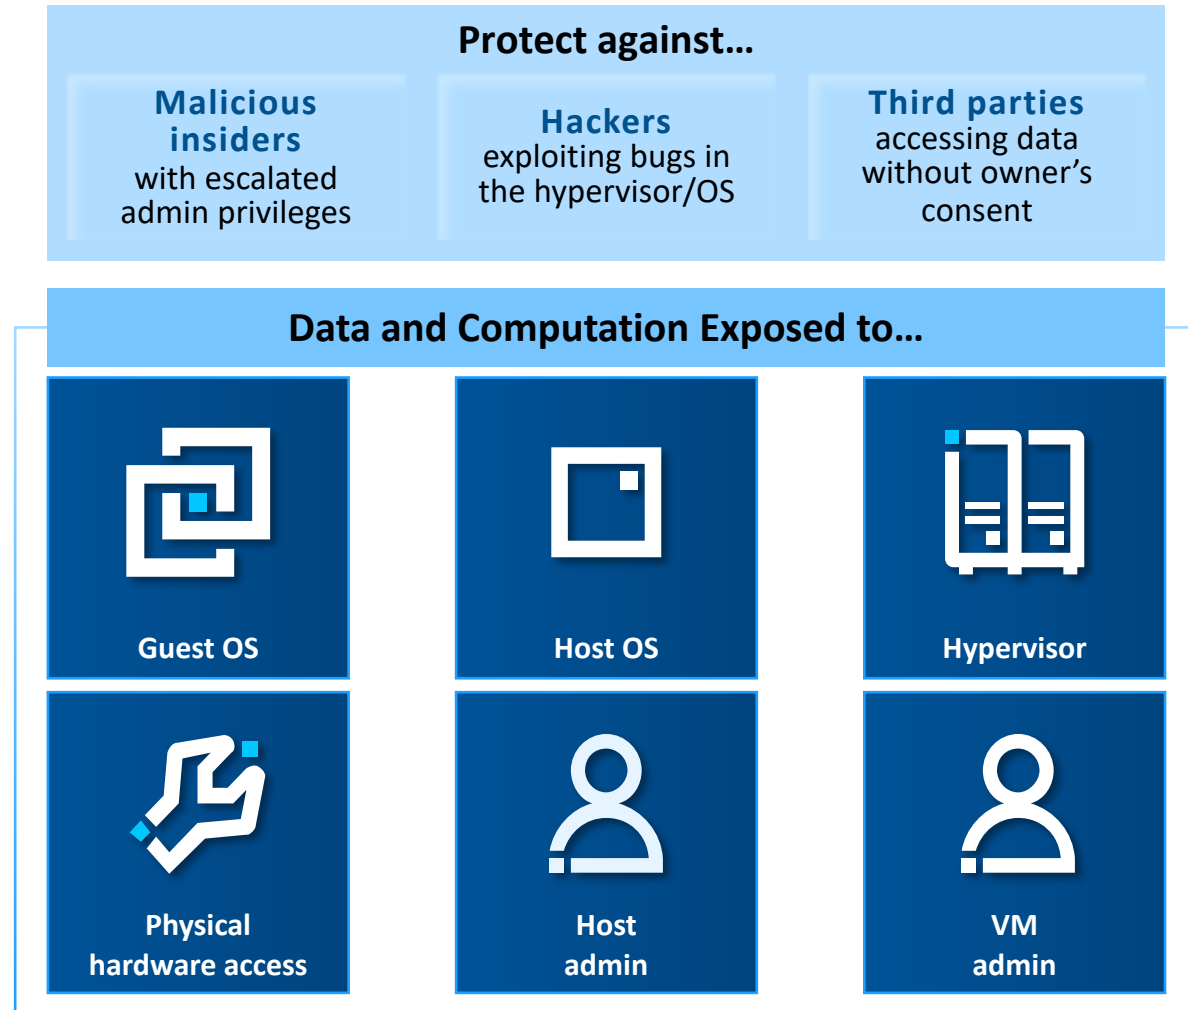 Protect against…
Malicious
insiders
with escalated
admin privileges
Hackers
exploiting bugs in
the hypervisor/OS
Third parties
accessing data
without owner’s
consent
Data and Computation Exposed to…
Guest OS
Host OS
Hypervisor
Physical
hardware access
Host
admin
VM
admin